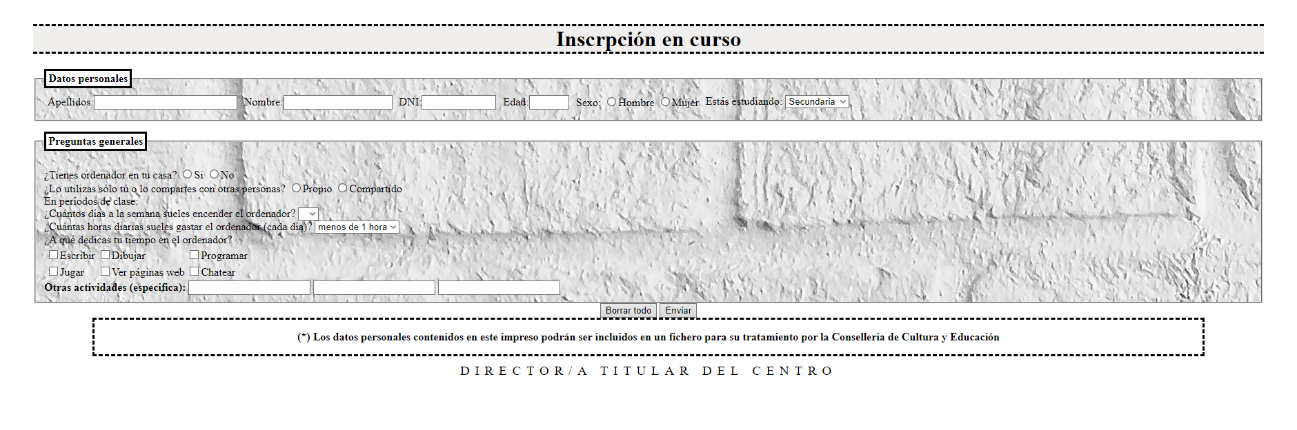 Inscrpción en curso
Datos personales
Apellidos: Nombre: DNI: Edad: Sexo: Hombre Mujer Estás estudiando: Secundaria
Preguntas generales
¿Tienes ordenador en tu casa? Si No
¿Lo utilizas sólo tú o lo compartes con otras personas? Propio Compartido
En periodos de clase:
¿Cuántos días a la semana sueles encender el ordenador?
¿Cuántas horas diarias sueles gastar el ordenador (cada día)? menos de 1 hora
¿A qué dedicas tu tiempo en el ordenador?
Escribir Dibujar Programar
Jugar Ver páginas web Chatear
Otras actividades (especifica):
Borrar todo Enviar
(*) Los datos personales contenidos en este impreso podrán ser incluidos en un fichero para su tratamiento por la Conselleria de Cultura y Educación
DIRECTOR/A TITULAR DEL CENTRO